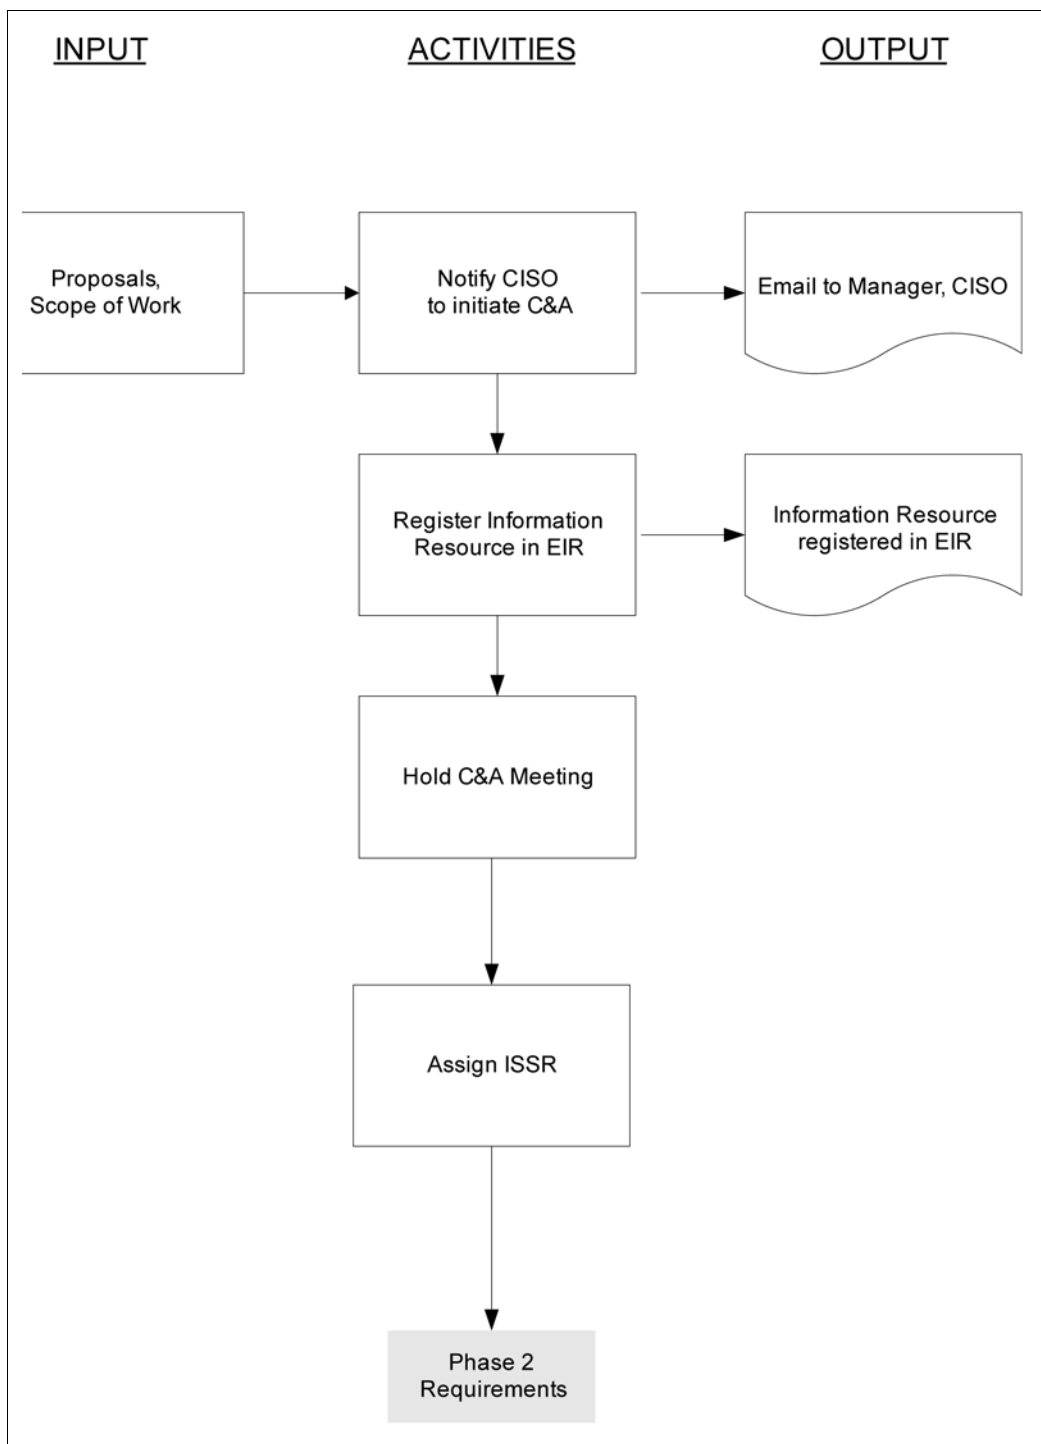 INPUT
ACTIVITIES
OUTPUT
Proposals,
Scope of Work
Notify CISO
to initiate C&A
Email to Manager, CISO
Register Information
Resource in EIR
Information Resource
registered in EIR
Hold C&A Meeting
Assign ISSR
Phase 2
Requirements